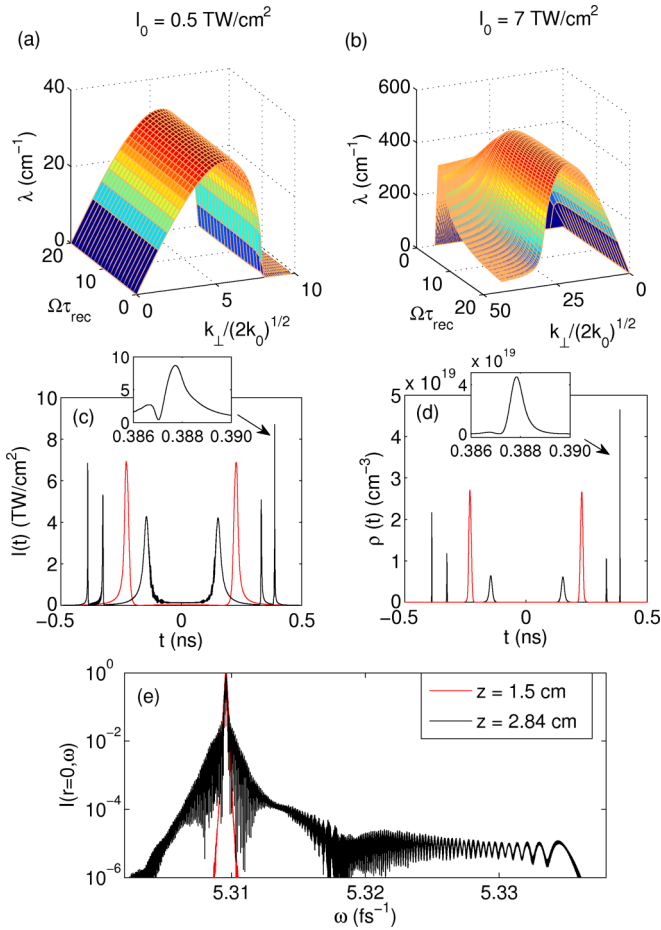 I₀ = 0.5 TW/cm²
I₀ = 7 TW/cm²
(a)
(b)
40
20
0
λ (cm⁻¹)
20
10
0
Ωτrec
0
5
10
k⊥/(2k₀)^1/2
600
400
200
0
λ (cm⁻¹)
0
10
20
Ωτrec
50
25
0
k⊥/(2k₀)^1/2
10
5
0
0.386 0.388 0.390
(c)
10
8
6
4
2
0
I(t) (TW/cm²)
−0.5 0 0.5
t (ns)
x 10¹⁹
4
2
0
0.386 0.388 0.390
x 10¹⁹
(d)
5
4
3
2
1
0
ρ (t) (cm⁻³)
−0.5 0 0.5
t (ns)
(e)
z = 1.5 cm
z = 2.84 cm
10⁰
10⁻²
10⁻⁴
10⁻⁶
I(r=0,ω)
5.31 5.32 5.33
ω (fs⁻¹)